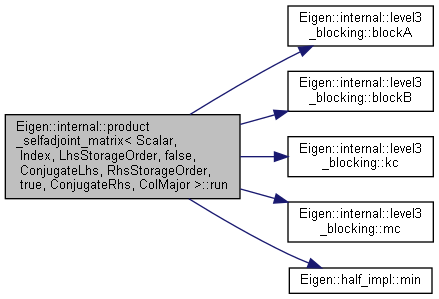 Eigen::internal::product
_selfadjoint_matrix< Scalar,
Index, LhsStorageOrder, false,
ConjugateLhs, RhsStorageOrder,
true, ConjugateRhs, ColMajor >::run
Eigen::internal::level3
_blocking::blockA
Eigen::internal::level3
_blocking::blockB
Eigen::internal::level3
_blocking::kc
Eigen::internal::level3
_blocking::mc
Eigen::half_impl::min